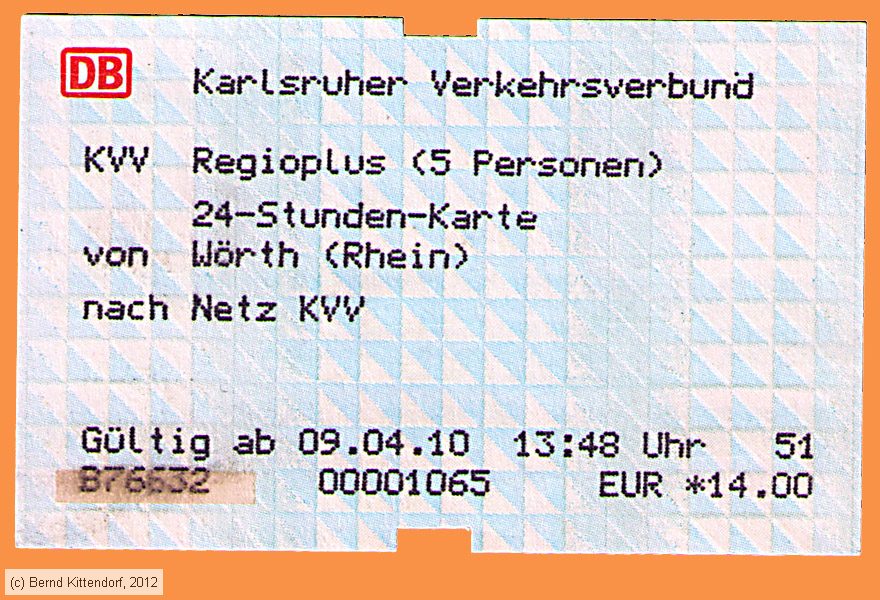 DB Karlsruher Verkehrsverbund
KVV Regioplus (5 Personen)
24-Stunden-Karte
von Wörth (Rhein)
nach Netz KVV
Gültig ab 09.04.10 13:48 Uhr 51
B76632 00001065 EUR *14.00
(c) Bernd Kittendorf, 2012